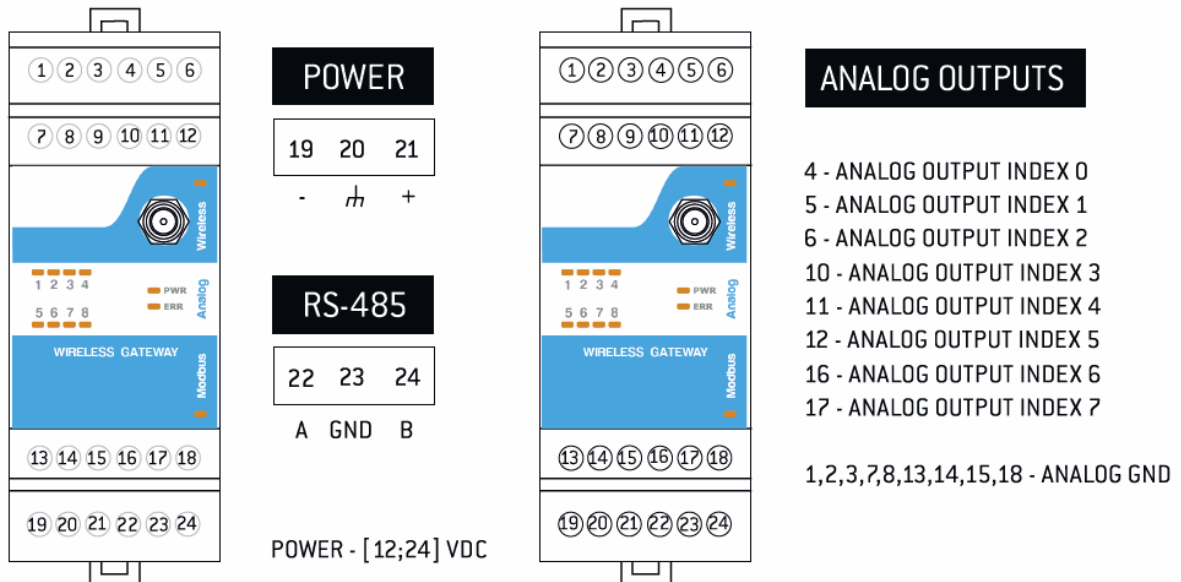 1 2 3 4 5 6
7 8 9 10 11 12
Wireless
1 2 3 4
PWR
ERR
Analog
5 6 7 8
WIRELESS GATEWAY
Modbus
13 14 15 16 17 18
19 20 21 22 23 24
POWER
19 20 21
- +
RS-485
22 23 24
A GND B
POWER - [12;24] VDC
1 2 3 4 5 6
7 8 9 10 11 12
Wireless
1 2 3 4
PWR
ERR
Analog
5 6 7 8
WIRELESS GATEWAY
Modbus
13 14 15 16 17 18
19 20 21 22 23 24
ANALOG OUTPUTS
4 - ANALOG OUTPUT INDEX 0
5 - ANALOG OUTPUT INDEX 1
6 - ANALOG OUTPUT INDEX 2
10 - ANALOG OUTPUT INDEX 3
11 - ANALOG OUTPUT INDEX 4
12 - ANALOG OUTPUT INDEX 5
16 - ANALOG OUTPUT INDEX 6
17 - ANALOG OUTPUT INDEX 7
1,2,3,7,8,13,14,15,18 - ANALOG GND